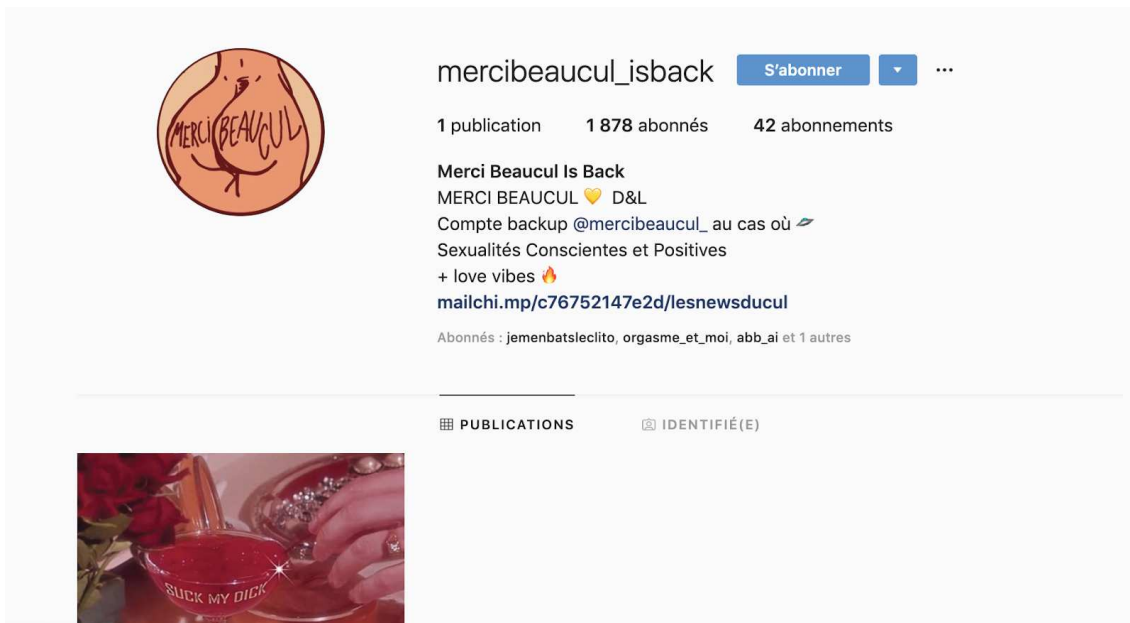 MERCI BEAUCUL
mercibeaucul_isback S'abonner
1 publication 1 878 abonnés 42 abonnements
Merci Beaucul Is Back
MERCI BEAUCUL 💛 D&L
Compte backup @mercibeaucul_ au cas où
Sexualités Conscientes et Positives
+ love vibes 🔥
mailchi.mp/c76752147e2d/lesnewsducul
Abonnés : jemenbatsleclito, orgasme_et_moi, abb_ai et 1 autres
PUBLICATIONS IDENTIFIÉ(E)
SUCK MY DICK